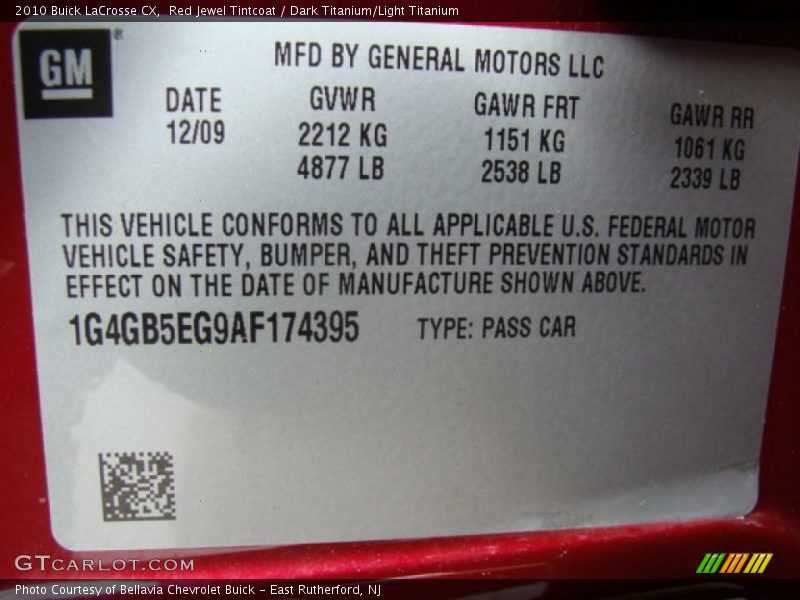 2010 Buick LaCrosse CX,  Red Jewel Tintcoat / Dark Titanium/Light Titanium
GM®
MFD BY GENERAL MOTORS LLC
DATE GVWR GAWR FRT GAWR RR
12/09 2212 KG 1151 KG 1061 KG
4877 LB 2538 LB 2339 LB
THIS VEHICLE CONFORMS TO ALL APPLICABLE U.S. FEDERAL MOTOR
VEHICLE SAFETY, BUMPER, AND THEFT PREVENTION STANDARDS IN
EFFECT ON THE DATE OF MANUFACTURE SHOWN ABOVE.
1G4GB5EG9AF174395 TYPE: PASS CAR
GTCARLOT.COM
Photo Courtesy of Bellavia Chevrolet Buick - East Rutherford, NJ